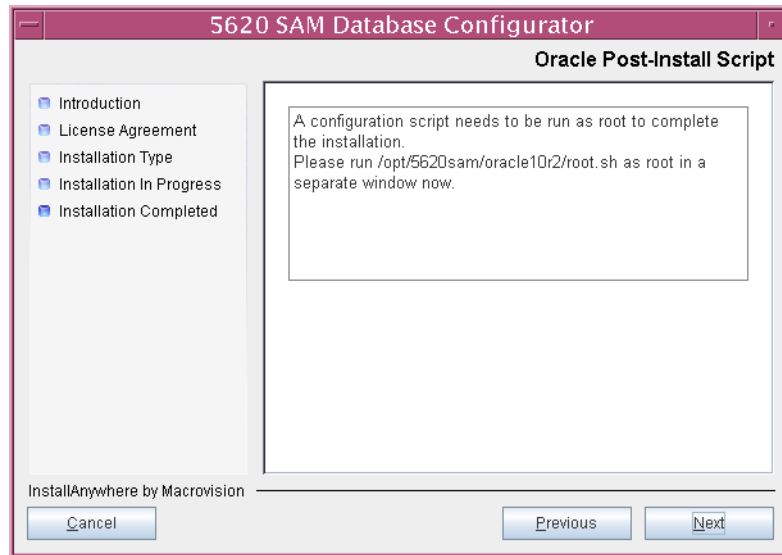 5620 SAM Database Configurator
Oracle Post-Install Script
Introduction
License Agreement
Installation Type
Installation In Progress
Installation Completed
A configuration script needs to be run as root to complete
the installation.
Please run /opt/5620sam/oracle10r2/root.sh as root in a
separate window now.
InstallAnywhere by Macrovision
Cancel
Previous
Next